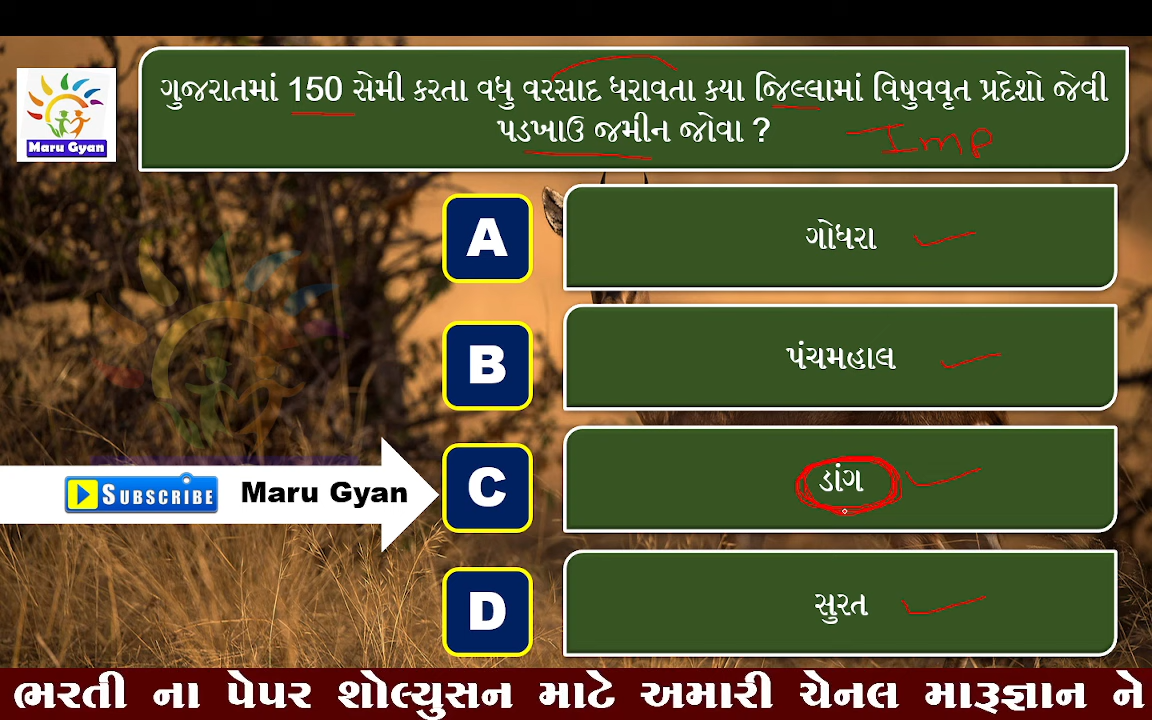 ગુજરાતમાં 150 સેમી કરતા વધુ વરસાદ ધરાવતા કયા જિલ્લામાં વિષુવવૃત પ્રદેશો જેવી
પડખાઉ જમીન જોવા ?
Imp
Maru Gyan
A
ગોધરા
B
પંચમહાલ
C
ડાંગ
SUBSCRIBE
Maru Gyan
D
સુરત
ભરતી ના પેપર શોલ્યુસન માટે અમારી ચેનલ મારૂજ્ઞાન ને